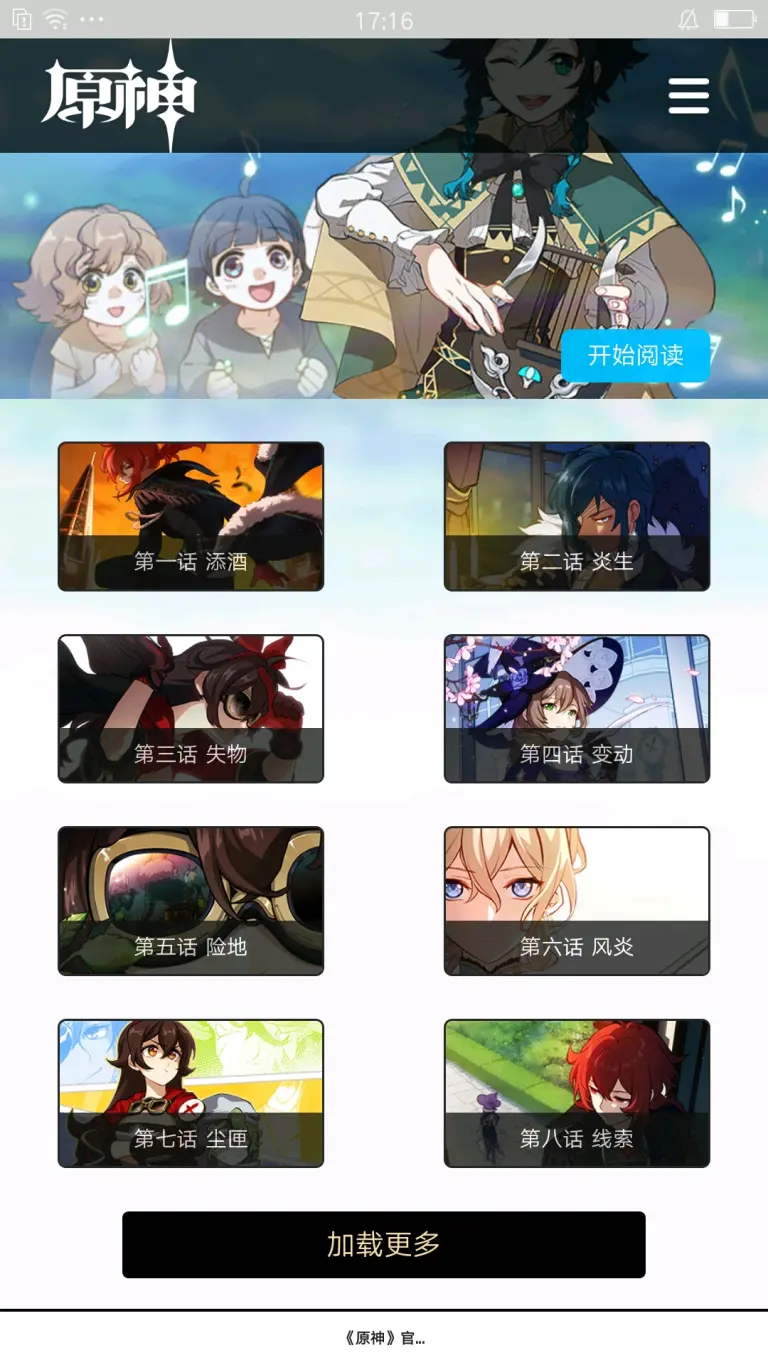 17:16
原神
开始阅读
第一话 添酒
第二话 炎生
第三话 失物
第四话 变动
第五话 险地
第六话 风炎
第七话 尘匣
第八话 线索
加载更多
《原神》官...